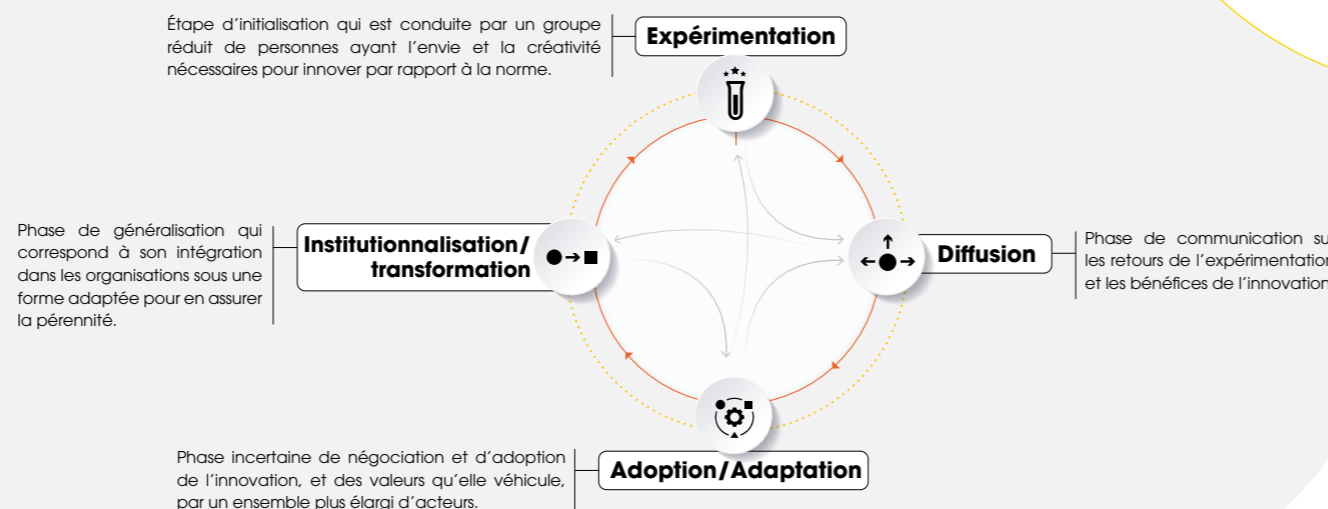 Étape d'initialisation qui est conduite par un groupe
réduit de personnes ayant l'envie et la créativité
nécessaires pour innover par rapport à la norme.
Expérimentation
Phase de généralisation qui
correspond à son intégration
dans les organisations sous une
forme adaptée pour en assurer
la pérennité.
Institutionnalisation/
transformation
Diffusion
Phase de communication su
les retours de l'expérimentation
et les bénéfices de l'innovation
Phase incertaine de négociation et d'adoption
de l'innovation, et des valeurs qu'elle véhicule,
par un ensemble plus élargi d'acteurs.
Adoption/Adaptation